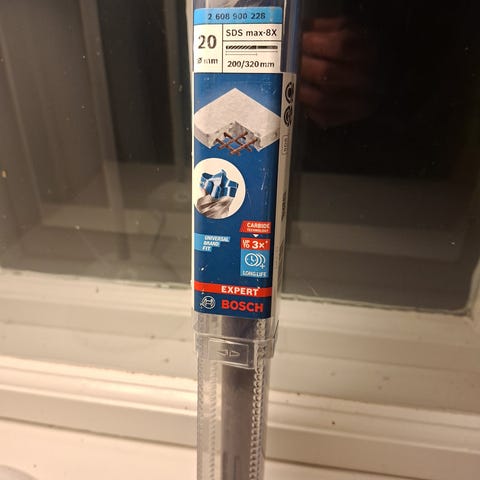 2 608 900 228
20
Ø mm
SDS max-8X
200/320 mm
CARBIDE
TECHNOLOGY
UP TO 3x
UNIVERSAL
BRAND
FIT
LONG LIFE
EXPERT
BOSCH